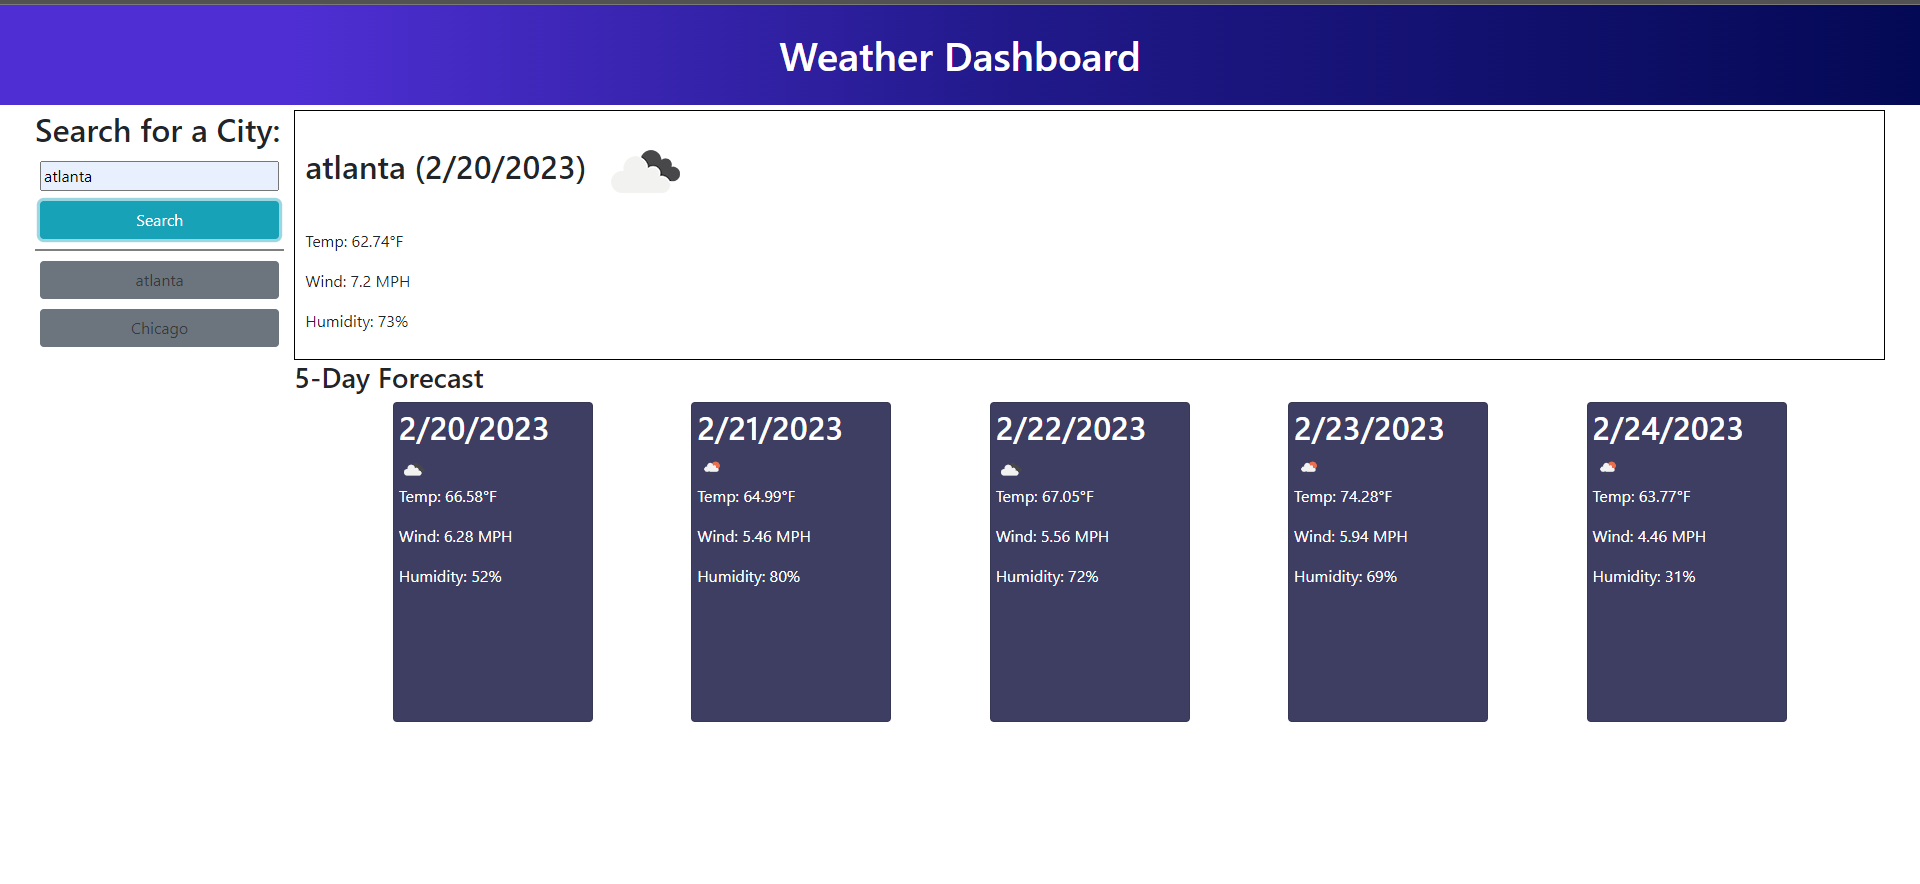 Weather Dashboard
Search for a City:
atlanta
Search
atlanta
Chicago
atlanta (2/20/2023)
Temp: 62.74°F
Wind: 7.2 MPH
Humidity: 73%
5-Day Forecast
2/20/2023
Temp: 66.58°F
Wind: 6.28 MPH
Humidity: 52%
2/21/2023
Temp: 64.99°F
Wind: 5.46 MPH
Humidity: 80%
2/22/2023
Temp: 67.05°F
Wind: 5.56 MPH
Humidity: 72%
2/23/2023
Temp: 74.28°F
Wind: 5.94 MPH
Humidity: 69%
2/24/2023
Temp: 63.77°F
Wind: 4.46 MPH
Humidity: 31%